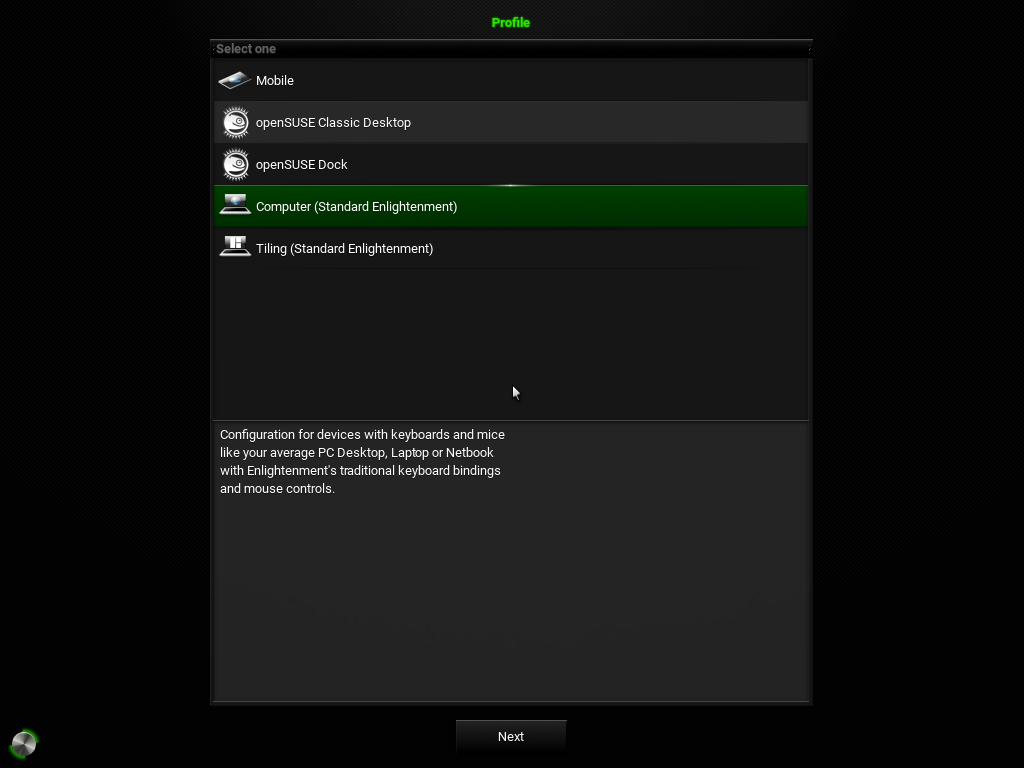 Profile
Select one
Mobile
openSUSE Classic Desktop
openSUSE Dock
Computer (Standard Enlightenment)
Tiling (Standard Enlightenment)
Configuration for devices with keyboards and mice
like your average PC Desktop, Laptop or Netbook
with Enlightenment's traditional keyboard bindings
and mouse controls.
Next